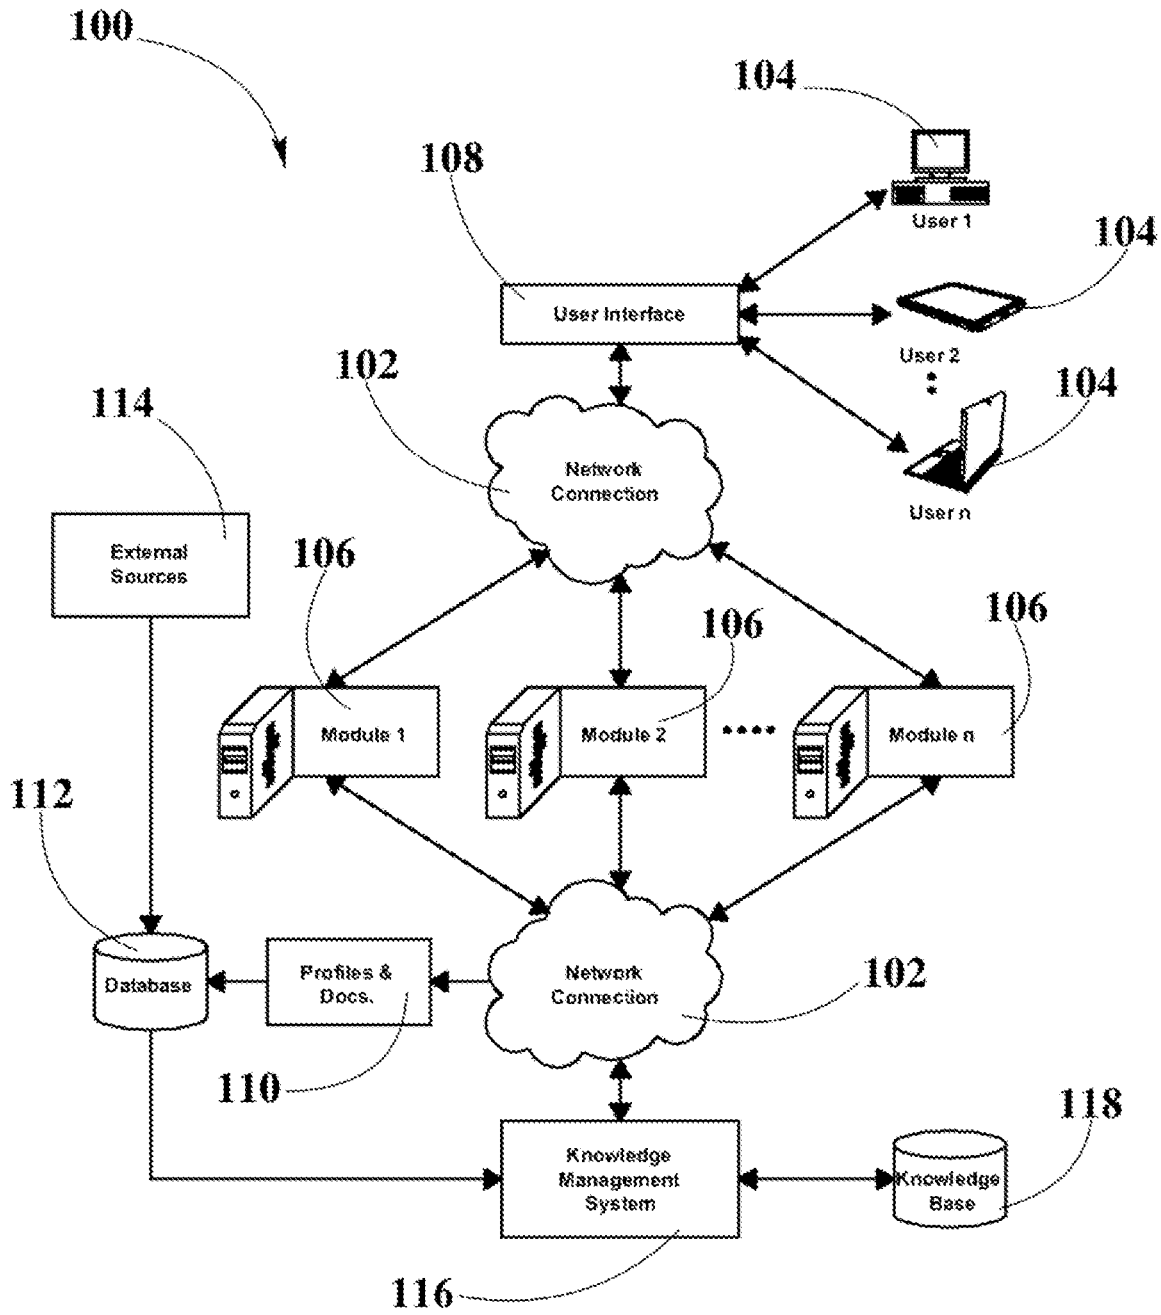 100
104
108
User 1
104
User Interface
User 2
102
104
114
Network
Connection
User n
External
Sources
106
106
106
Module 1
Module 2
Module n
112
Profiles &
Docs.
Database
Network
Connection
102
110
118
Knowledge
Management
System
Knowledge
Base
116